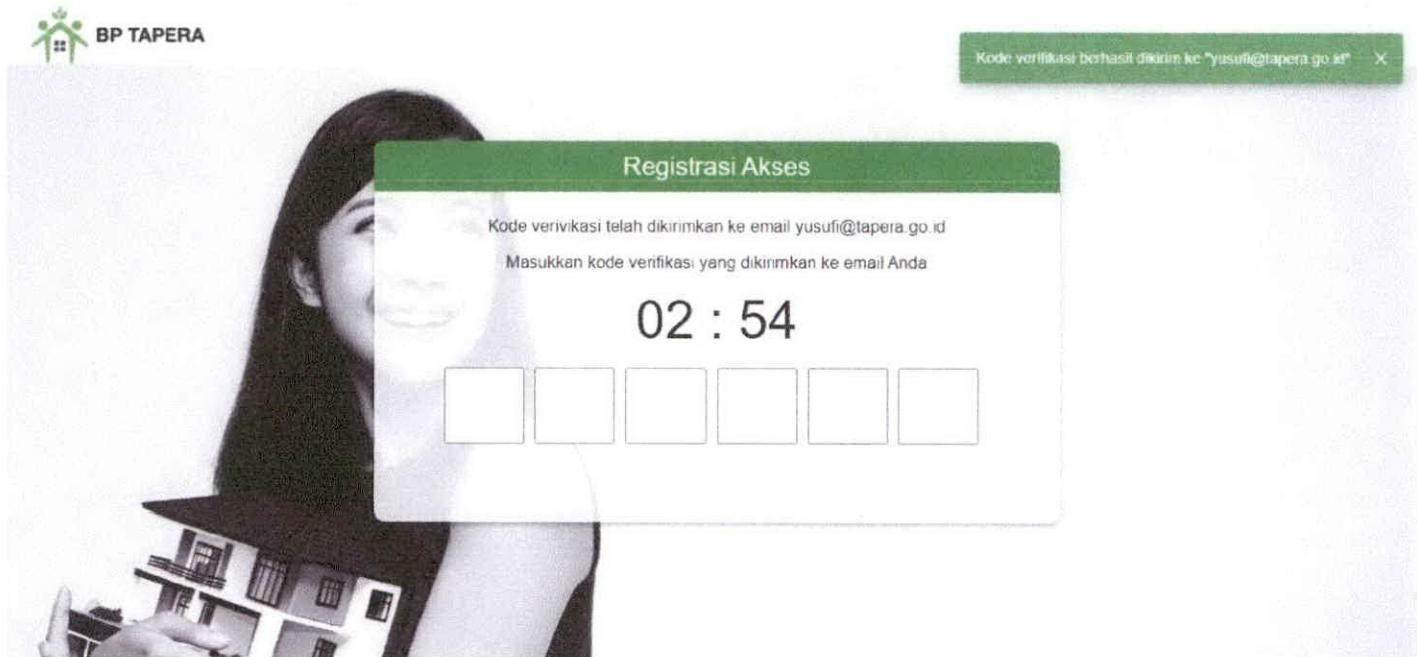 BP TAPERA
Kode verifikasi berhasil dikirim ke "yusufi@tapera.go.id" ×
Registrasi Akses
Kode verivikasi telah dikirimkan ke email yusufi@tapera.go.id
Masukkan kode verifikasi yang dikirimkan ke email Anda
02 : 54